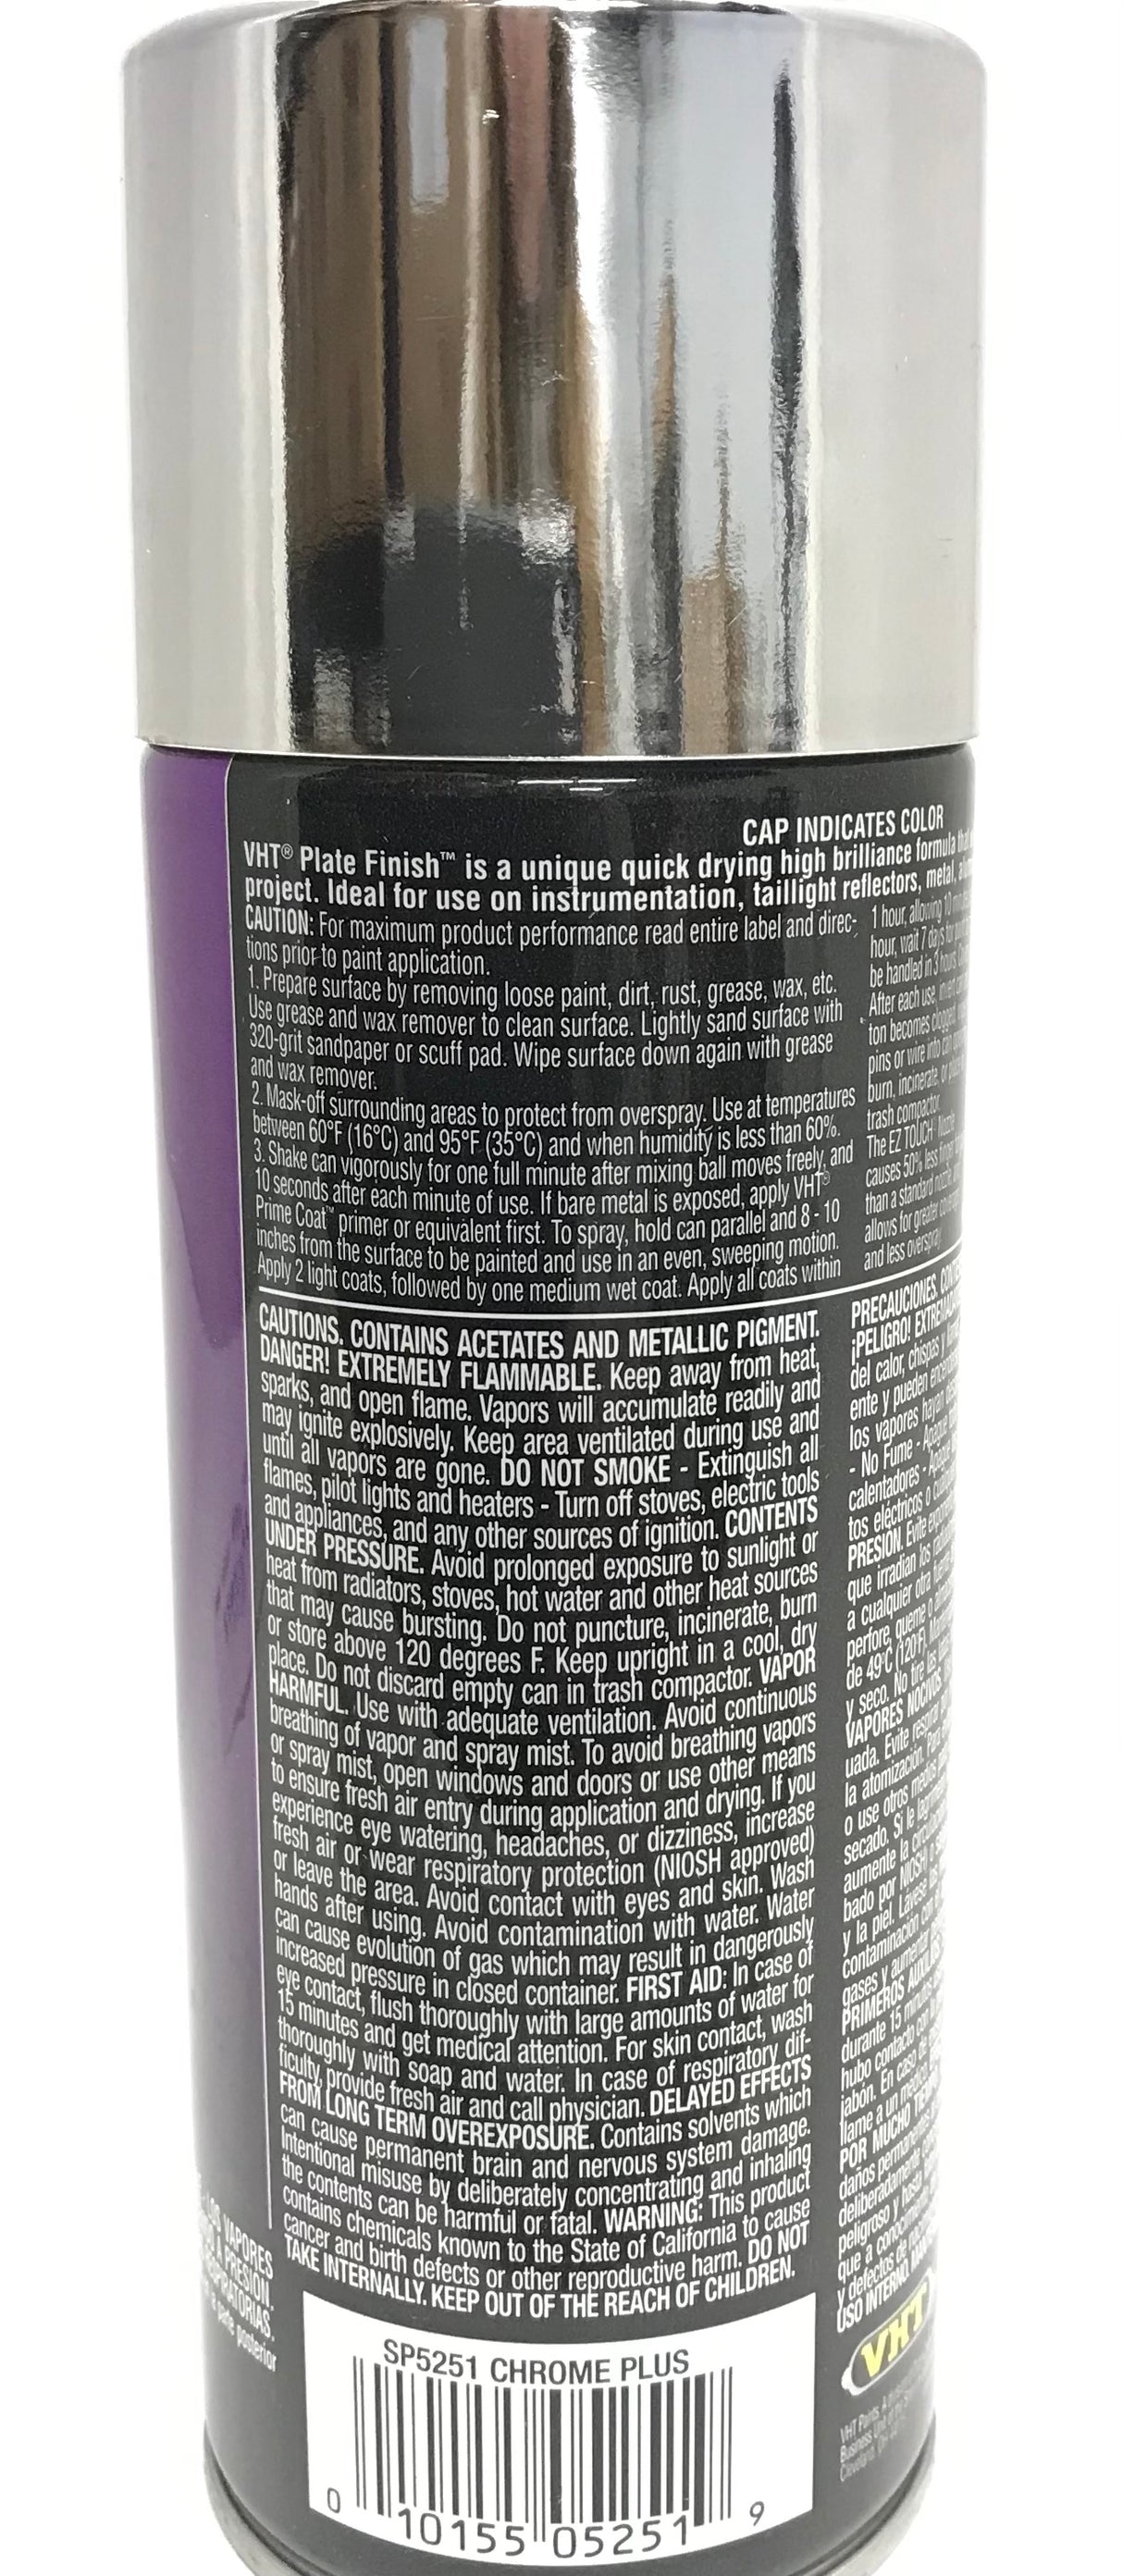 CAP INDICATES COLOR
VHT® Plate Finish™ is a unique quick drying high brilliance formula that
project. Ideal for use on instrumentation, taillight reflectors, metal,
CAUTION: For maximum product performance read entire label and direc-
tions prior to paint application.
1. Prepare surface by removing loose paint, dirt, rust, grease, wax, etc.
Use grease and wax remover to clean surface. Lightly sand surface with
320-grit sandpaper or scuff pad. Wipe surface down again with grease
and wax remover.
2. Mask-off surrounding areas to protect from overspray. Use at temperatures
between 60°F (16°C) and 95°F (35°C) and when humidity is less than 60%.
3. Shake can vigorously for one full minute after mixing ball moves freely, and
10 seconds after each minute of use. If bare metal is exposed, apply VHT®
Prime Coat™ primer or equivalent first. To spray, hold can parallel and 8 - 10
inches from the surface to be painted and use in an even, sweeping motion.
Apply 2 light coats, followed by one medium wet coat. Apply all coats within
1 hour, allowing 10
hour, wait 7 days
be handled in 3 hours
After each use, invert
ton becomes clogged,
pins or wire into can
burn, incinerate, or
trash compactor.
The EZ TOUCH™
causes 50% less
than a standard nozzle
allows for greater
and less overspray
CAUTIONS. CONTAINS ACETATES AND METALLIC PIGMENT.
DANGER! EXTREMELY FLAMMABLE. Keep away from heat,
sparks, and open flame. Vapors will accumulate readily and
may ignite explosively. Keep area ventilated during use and
until all vapors are gone. DO NOT SMOKE - Extinguish all
flames, pilot lights and heaters - Turn off stoves, electric tools
and appliances, and any other sources of ignition. CONTENTS
UNDER PRESSURE. Avoid prolonged exposure to sunlight or
heat from radiators, stoves, hot water and other heat sources
that may cause bursting. Do not puncture, incinerate, burn
or store above 120 degrees F. Keep upright in a cool, dry
place. Do not discard empty can in trash compactor. VAPOR
HARMFUL. Use with adequate ventilation. Avoid continuous
breathing of vapor and spray mist. To avoid breathing vapors
or spray mist, open windows and doors or use other means
to ensure fresh air entry during application and drying. If you
experience eye watering, headaches, or dizziness, increase
fresh air or wear respiratory protection (NIOSH approved)
or leave the area. Avoid contact with eyes and skin. Wash
hands after using. Avoid contamination with water. Water
can cause evolution of gas which may result in dangerously
increased pressure in closed container. FIRST AID: In case of
eye contact, flush thoroughly with large amounts of water for
15 minutes and get medical attention. For skin contact, wash
thoroughly with soap and water. In case of respiratory dif-
ficulty, provide fresh air and call physician. DELAYED EFFECTS
FROM LONG TERM OVEREXPOSURE. Contains solvents which
can cause permanent brain and nervous system damage.
Intentional misuse by deliberately concentrating and inhaling
the contents can be harmful or fatal. WARNING: This product
contains chemicals known to the State of California to cause
cancer and birth defects or other reproductive harm. DO NOT
TAKE INTERNALLY. KEEP OUT OF THE REACH OF CHILDREN.
PRECAUCIONES.
¡PELIGRO!
del calor, chispas y
ente y pueden
los vapores hayan
- No Fume - Apague
calentadores - Apague
tos eléctricos o
PRESIÓN. Evite
que irradian los
a cualquier otra
perfore, queme o
de 49°C (120°F).
y seco. No tire las
VAPORES NOCIVOS
uada. Evite respirar
la atomización. Para
o use otros medios
secado. Si le
aumente la
bado por NIOSH)
y la piel. Lávese las
contaminación con
gases y aumentar
PRIMEROS AUXILIOS
durante 15 minutos
hubo contacto con
jabón. En caso de
llame a un médico.
POR MUCHO TIEMPO
daños permanentes
deliberadamente
peligroso y hasta
que a
y defectos de
USO INTERNO.
VAPORES
A PRESIÓN.
posterior
VHT
VHT Paints, A
Business Unit of
Cleveland, OH
SP5251 CHROME PLUS
0 10155 05251 9